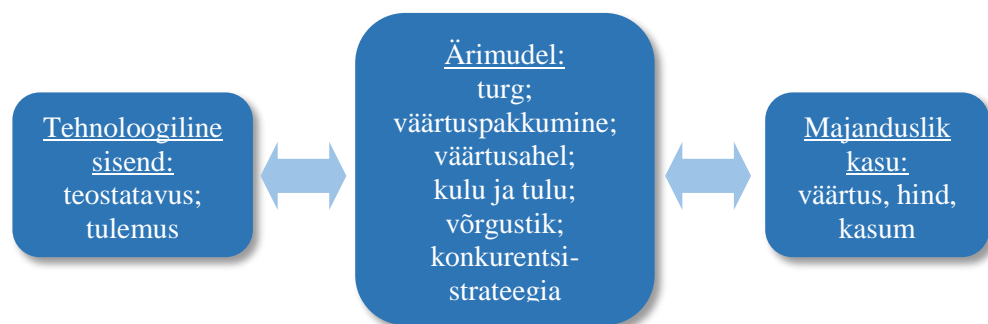 Tehnoloogiline
sisend:
teostatavus;
tulemus
Ärimudel:
turg;
väärtuspakkumine;
väärtusahel;
kulu ja tulu;
võrgustik;
konkurentsi-
strateegia
Majanduslik
kasu:
väärtus, hind,
kasum